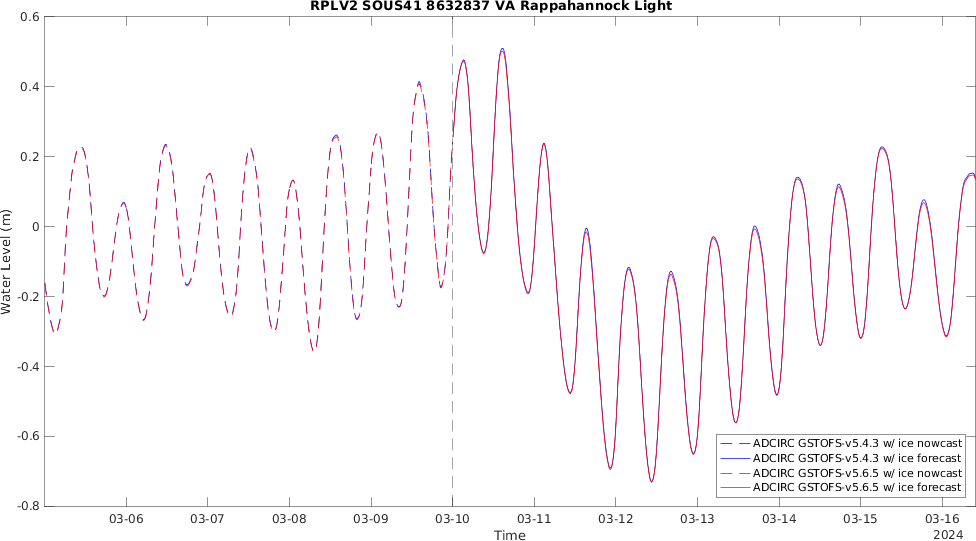 RPLV2 SOUS41 8632837 VA Rappahannock Light
0.6
0.4
0.2
0
-0.2
-0.4
-0.6
-0.8
Water Level (m)
ADCIRC GSTOFS-v5.4.3 w/ ice nowcast
ADCIRC GSTOFS-v5.4.3 w/ ice forecast
ADCIRC GSTOFS-v5.6.5 w/ ice nowcast
ADCIRC GSTOFS-v5.6.5 w/ ice forecast
03-06 03-07 03-08 03-09 03-10 03-11 03-12 03-13 03-14 03-15 03-16
Time
2024